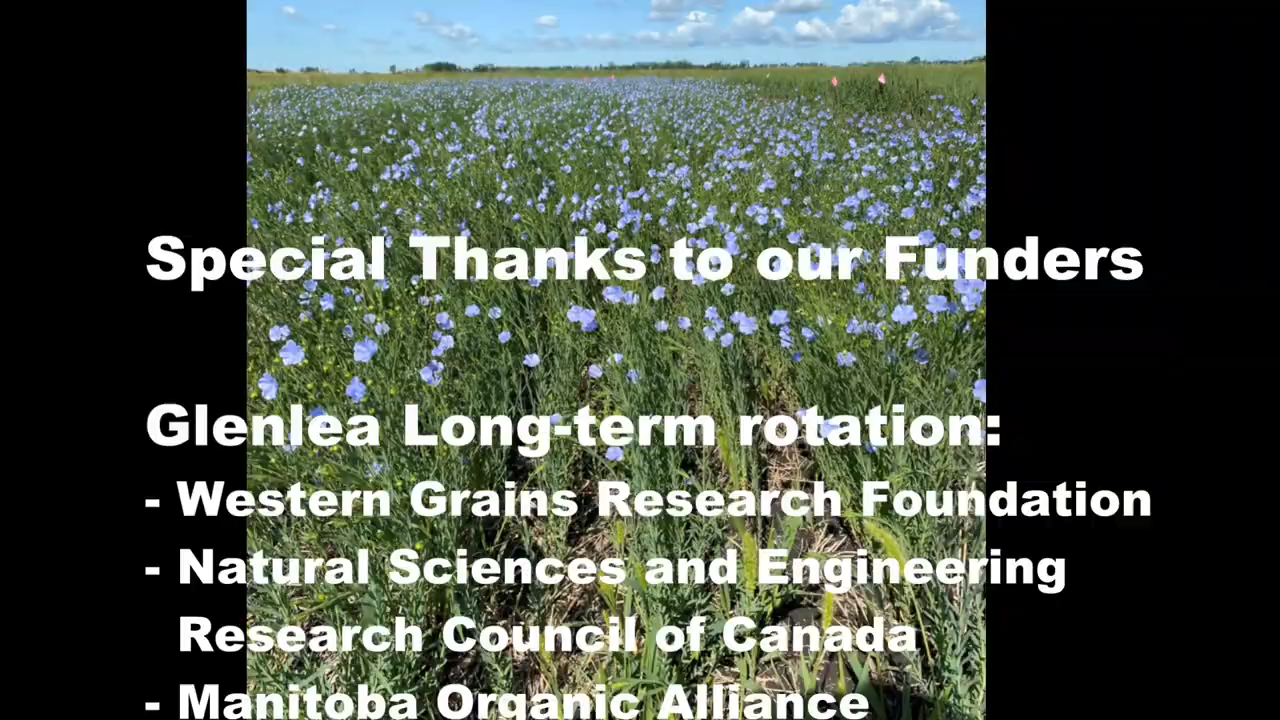 Special Thanks to our Funders
Glenlea Long-term rotation:
- Western Grains Research Foundation
- Natural Sciences and Engineering
Research Council of Canada
- Manitoba Organic Alliance